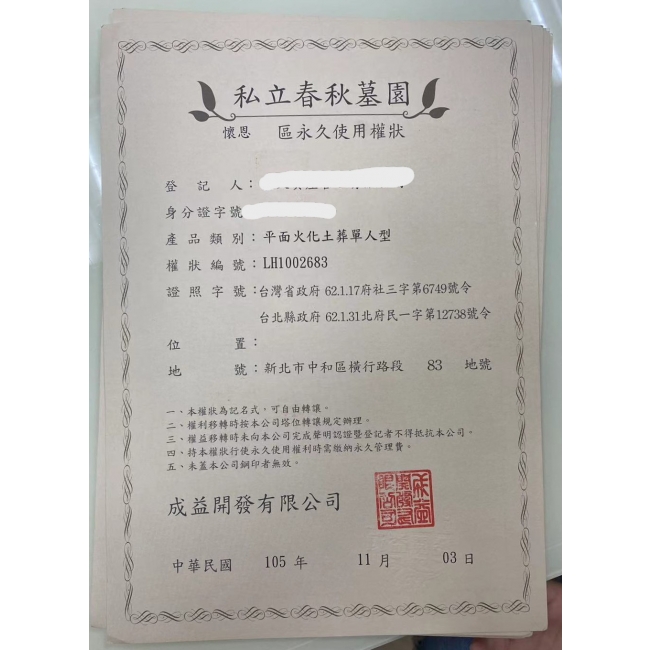 私立春秋墓園
懷恩 區永久使用權狀
登記人：
身分證字號
產品類別：平面火化土葬單人型
權狀編號：LH1002683
證照字號：台灣省政府 62.1.17府社三字第6749號令
台北縣政府 62.1.31北府民一字第12738號令
位置：
地號：新北市中和區橫行路段 83 地號
一、本權狀為記名式，可自由轉讓。
二、權利移轉時按本公司塔位轉讓規定辦理。
三、權益移轉時未向本公司完成聲明認證暨登記者不得抵抗本公司。
四、持本權狀行使永久使用權利時需繳納永久管理費。
五、未蓋本公司鋼印者無效。
成益開發有限公司
中華民國 105 年 11 月 03 日